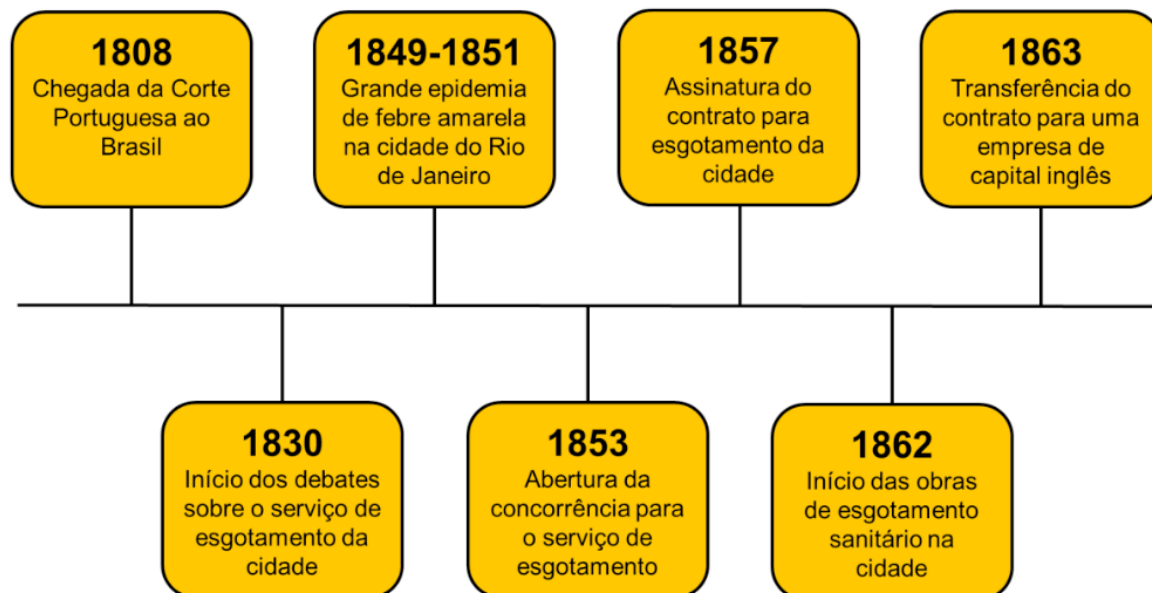 1808
Chegada da Corte
Portuguesa ao
Brasil
1849-1851
Grande epidemia
de febre amarela
na cidade do Rio
de Janeiro
1857
Assinatura do
contrato para
esgotamento da
cidade
1863
Transferência do
contrato para uma
empresa de
capital inglês
1830
Início dos debates
sobre o serviço de
esgotamento da
cidade
1853
Abertura da
concorrência para
o serviço de
esgotamento
1862
Início das obras
de esgotamento
sanitário na
cidade